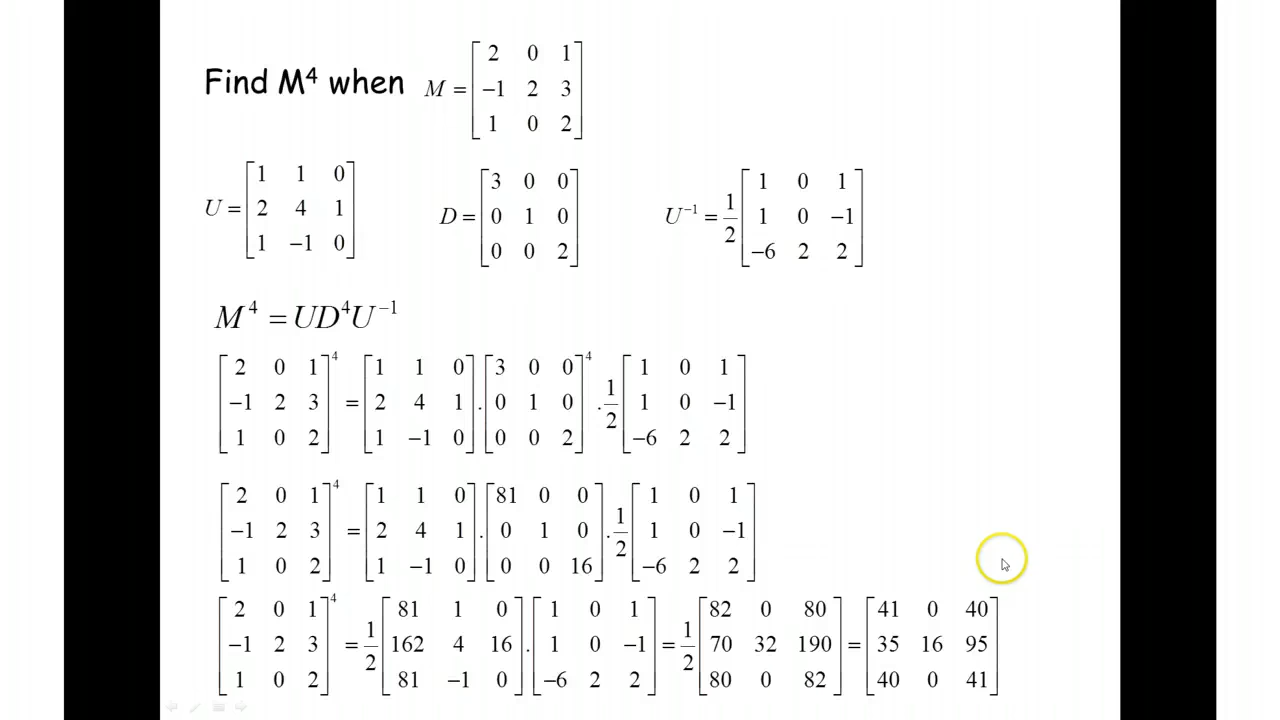 Find M⁴ when M = [2 0 1; −1 2 3; 1 0 2]
U = [1 1 0; 2 4 1; 1 −1 0] D = [3 0 0; 0 1 0; 0 0 2] U⁻¹ = 1/2 [1 0 1; 1 0 −1; −6 2 2]
M⁴ = UD⁴U⁻¹
[2 0 1; −1 2 3; 1 0 2]⁴ = [1 1 0; 2 4 1; 1 −1 0] . [3 0 0; 0 1 0; 0 0 2]⁴ . 1/2 [1 0 1; 1 0 −1; −6 2 2]
[2 0 1; −1 2 3; 1 0 2]⁴ = [1 1 0; 2 4 1; 1 −1 0] . [81 0 0; 0 1 0; 0 0 16] . 1/2 [1 0 1; 1 0 −1; −6 2 2]
[2 0 1; −1 2 3; 1 0 2]⁴ = 1/2 [81 1 0; 162 4 16; 81 −1 0] . [1 0 1; 1 0 −1; −6 2 2] = 1/2 [82 0 80; 70 32 190; 80 0 82] = [41 0 40; 35 16 95; 40 0 41]